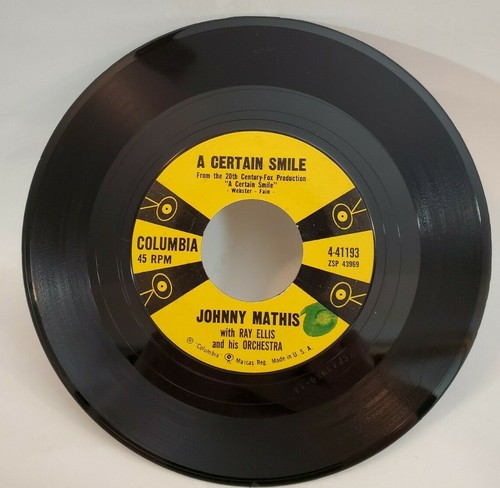 A CERTAIN SMILE
From the 20th Century-Fox Production
"A Certain Smile"
- Webster - Fain -
COLUMBIA
45 RPM
4-41193
ZSP 43969
JOHNNY MATHIS
with RAY ELLIS
and his ORCHESTRA
® "Columbia" Marcas Reg. Made in U. S. A.